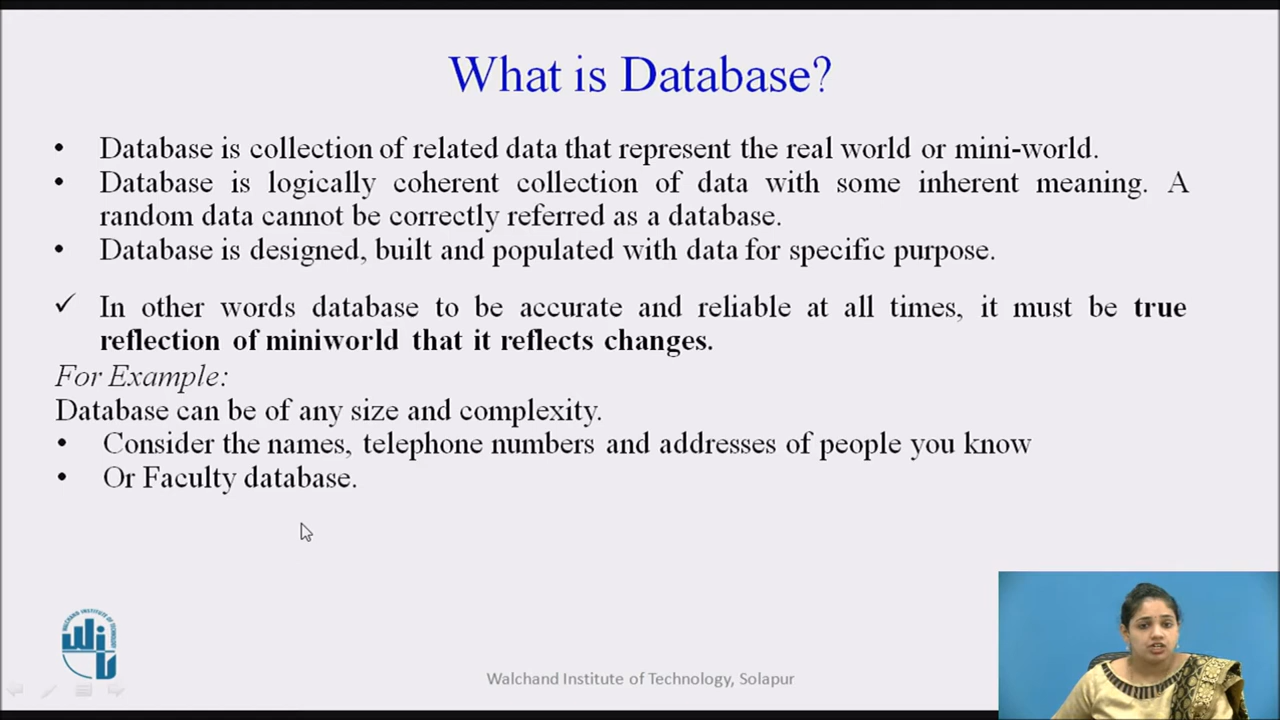 What is Database?
• Database is collection of related data that represent the real world or mini-world.
• Database is logically coherent collection of data with some inherent meaning. A
random data cannot be correctly referred as a database.
• Database is designed, built and populated with data for specific purpose.
✓ In other words database to be accurate and reliable at all times, it must be true
reflection of miniworld that it reflects changes.
For Example:
Database can be of any size and complexity.
• Consider the names, telephone numbers and addresses of people you know
• Or Faculty database.
WALCHAND INSTITUTE OF TECHNOLOGY
Walchand Institute of Technology, Solapur